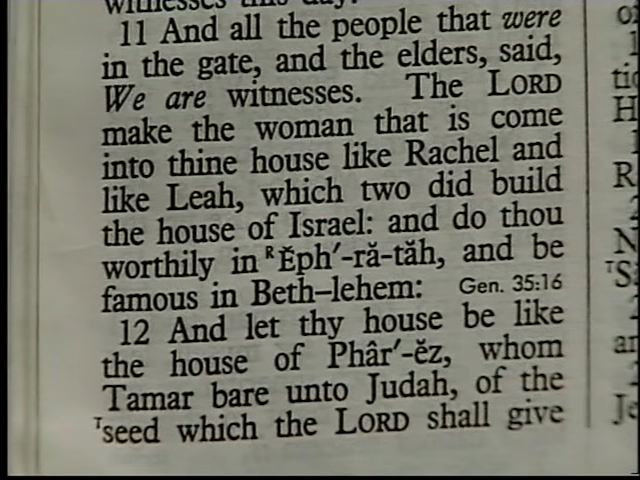 witnesses this day.
11 And all the people that were
in the gate, and the elders, said,
We are witnesses. The LORD
make the woman that is come
into thine house like Rachel and
like Leah, which two did build
the house of Israel: and do thou
worthily in ᴿĔph′-ră-tăh, and be
famous in Beth–lehem: Gen. 35:16
12 And let thy house be like
the house of Phâr′-ĕz, whom
Tamar bare unto Judah, of the
ᵀseed which the LORD shall give